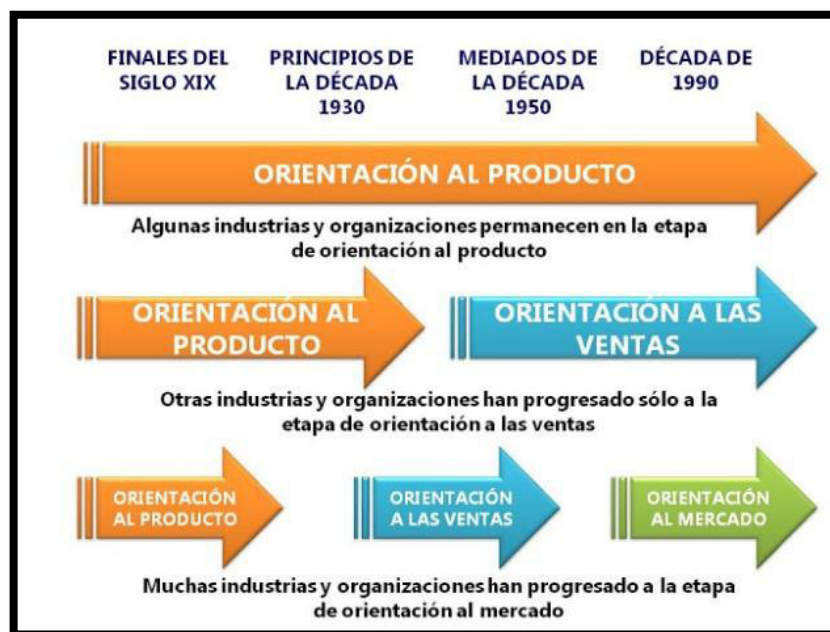 FINALES DEL
SIGLO XIX
PRINCIPIOS DE
LA DÉCADA
1930
MEDIADOS DE
LA DÉCADA
1950
DÉCADA DE
1990
ORIENTACIÓN AL PRODUCTO
Algunas industrias y organizaciones permanecen en la etapa
de orientación al producto
ORIENTACIÓN AL
PRODUCTO
ORIENTACIÓN A LAS
VENTAS
Otras industrias y organizaciones han progresado sólo a la
etapa de orientación a las ventas
ORIENTACIÓN
AL PRODUCTO
ORIENTACIÓN
A LAS VENTAS
ORIENTACIÓN
AL MERCADO
Muchas industrias y organizaciones han progresado a la etapa
de orientación al mercado